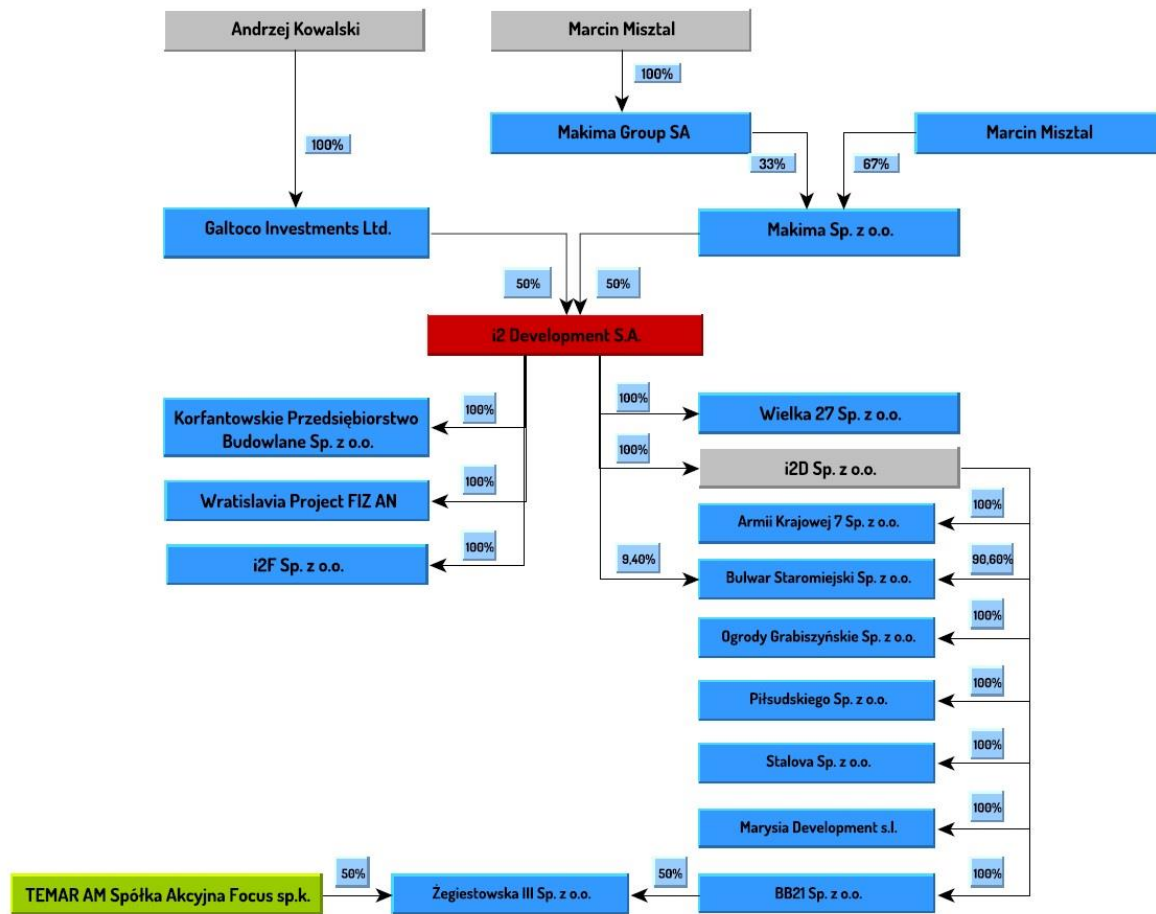 Andrzej Kowalski
Marcin Misztal
100%
100%
Makima Group SA
Marcin Misztal
33%
67%
Galtoco Investments Ltd.
Makima Sp. z o.o.
50%
50%
i2 Development S.A.
100%
Korfantowskie Przedsiębiorstwo
Budowlane Sp. z o.o.
100%
Wielka 27 Sp. z o.o.
100%
i2D Sp. z o.o.
100%
Wratislavia Project FIZ AN
100%
Armii Krajowej 7 Sp. z o.o.
100%
i2F Sp. z o.o.
9,40%
Bulwar Staromiejski Sp. z o.o.
90,60%
Ogrody Grabiszyńskie Sp. z o.o.
100%
Piłsudskiego Sp. z o.o.
100%
Stalova Sp. z o.o.
100%
Marysia Development s.l.
100%
TEMAR AM Spółka Akcyjna Focus sp.k.
50%
Żegiestowska III Sp. z o.o.
50%
BB21 Sp. z o.o.
100%